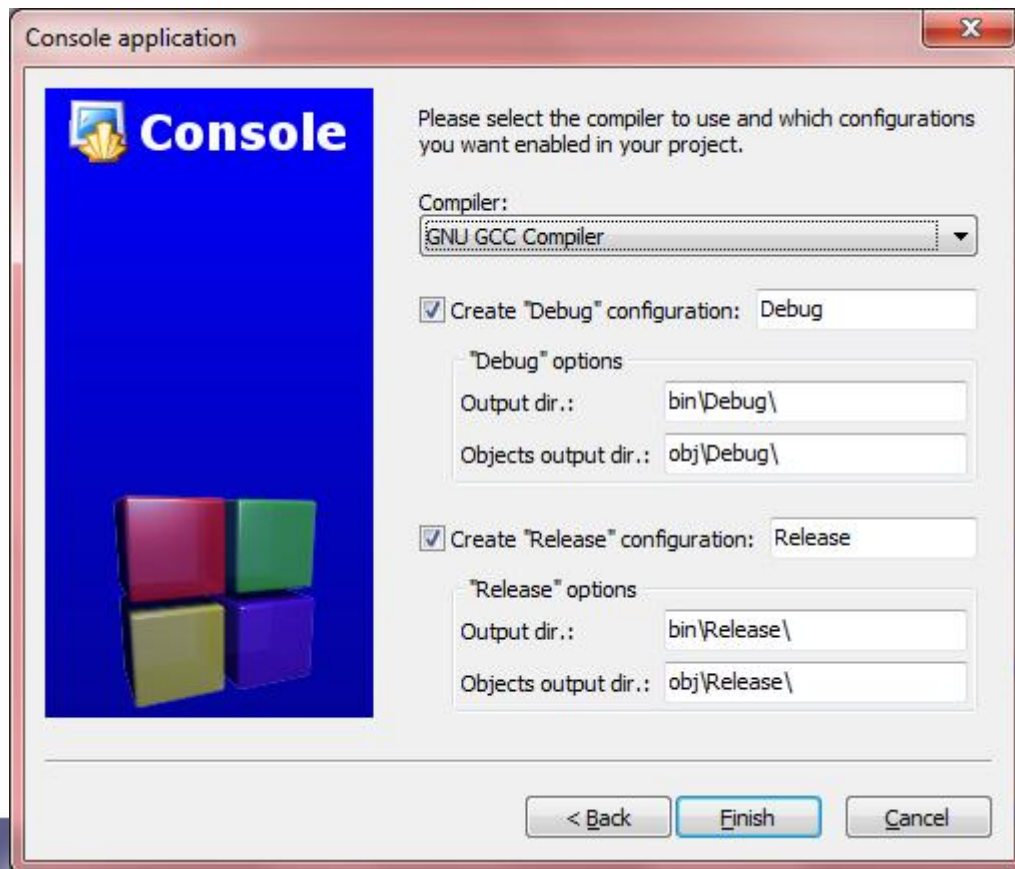 Console application
Console
Please select the compiler to use and which configurations
you want enabled in your project.
Compiler:
GNU GCC Compiler
Create "Debug" configuration: Debug
"Debug" options
Output dir.: bin\Debug\
Objects output dir.: obj\Debug\
Create "Release" configuration: Release
"Release" options
Output dir.: bin\Release\
Objects output dir.: obj\Release\
< Back
Finish
Cancel